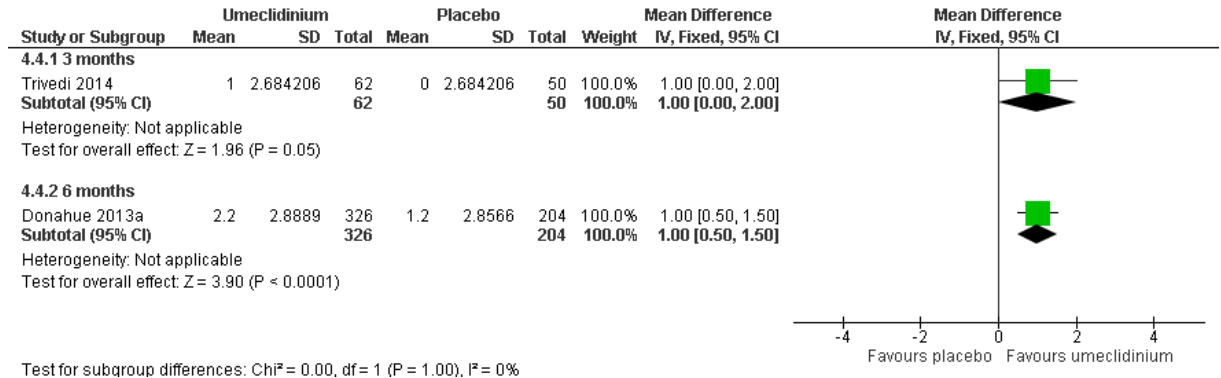 Umeclidinium Placebo Mean Difference Mean Difference
Study or Subgroup Mean SD Total Mean SD Total Weight IV, Fixed, 95% CI IV, Fixed, 95% CI
4.4.1 3 months
Trivedi 2014 1 2.684206 62 0 2.684206 50 100.0% 1.00 [0.00, 2.00]
Subtotal (95% CI) 62 50 100.0% 1.00 [0.00, 2.00]
Heterogeneity: Not applicable
Test for overall effect: Z = 1.96 (P = 0.05)
4.4.2 6 months
Donahue 2013a 2.2 2.8889 326 1.2 2.8566 204 100.0% 1.00 [0.50, 1.50]
Subtotal (95% CI) 326 204 100.0% 1.00 [0.50, 1.50]
Heterogeneity: Not applicable
Test for overall effect: Z = 3.90 (P < 0.0001)
-4 -2 0 2 4
Favours placebo Favours umeclidinium
Test for subgroup differences: Chi² = 0.00, df = 1 (P = 1.00), I² = 0%